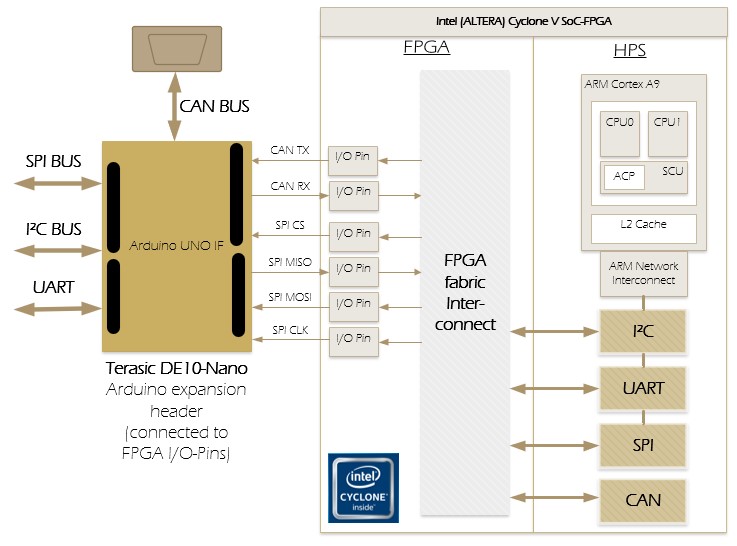 Intel (ALTERA) Cyclone V SoC-FPGA
FPGA
HPS
CAN BUS
SPI BUS
I²C BUS
UART
Arduino UNO IF
Terasic DE10-Nano
Arduino expansion
header
(connected to
FPGA I/O-Pins)
CAN TX
I/O Pin
CAN RX
I/O Pin
SPI CS
I/O Pin
SPI MISO
I/O Pin
SPI MOSI
I/O Pin
SPI CLK
I/O Pin
FPGA
fabric
Inter-
connect
intel
CYCLONE
inside™
ARM Cortex A9
CPU0
CPU1
ACP
SCU
L2 Cache
ARM Network
Interconnect
I²C
UART
SPI
CAN